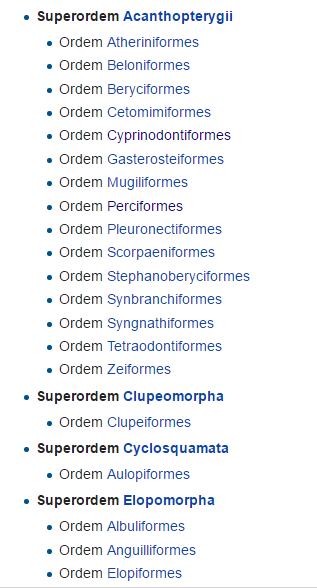 Superordem Acanthopterygii
Ordem Atheriniformes
Ordem Beloniformes
Ordem Beryciformes
Ordem Cetomimiformes
Ordem Cyprinodontiformes
Ordem Gasterosteiformes
Ordem Mugiliformes
Ordem Perciformes
Ordem Pleuronectiformes
Ordem Scorpaeniformes
Ordem Stephanoberyciformes
Ordem Synbranchiformes
Ordem Syngnathiformes
Ordem Tetraodontiformes
Ordem Zeiformes
Superordem Clupeomorpha
Ordem Clupeiformes
Superordem Cyclosquamata
Ordem Aulopiformes
Superordem Elopomorpha
Ordem Albuliformes
Ordem Anguilliformes
Ordem Elopiformes